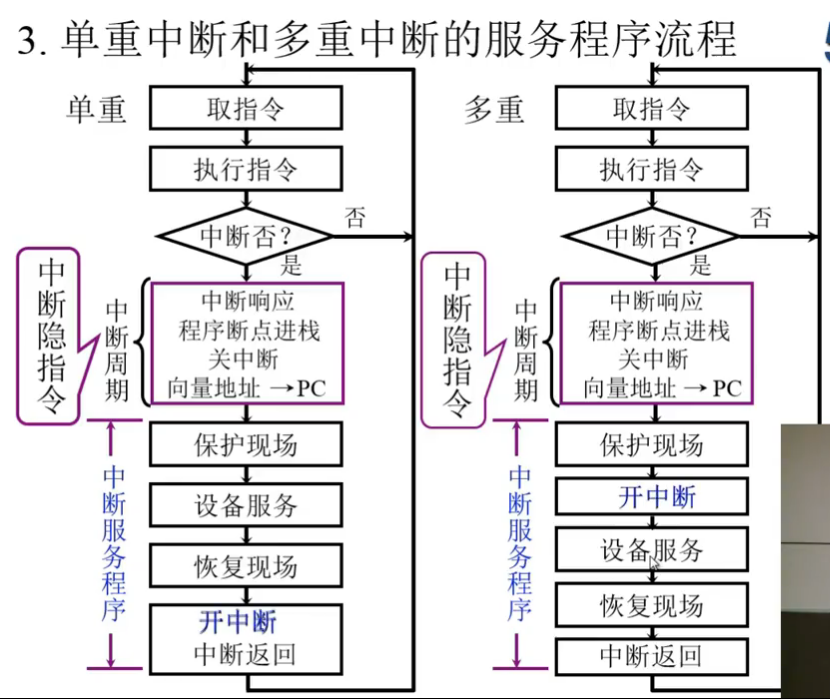 3. 单重中断和多重中断的服务程序流程
单重
取指令
执行指令
中断否？
否
是
中断隐指令
中断周期
中断响应
程序断点进栈
关中断
向量地址 →PC
中断服务程序
保护现场
设备服务
恢复现场
开中断
中断返回
多重
取指令
执行指令
中断否？
否
是
中断隐指令
中断周期
中断响应
程序断点进栈
关中断
向量地址 →PC
中断服务程序
保护现场
开中断
设备服务
恢复现场
中断返回